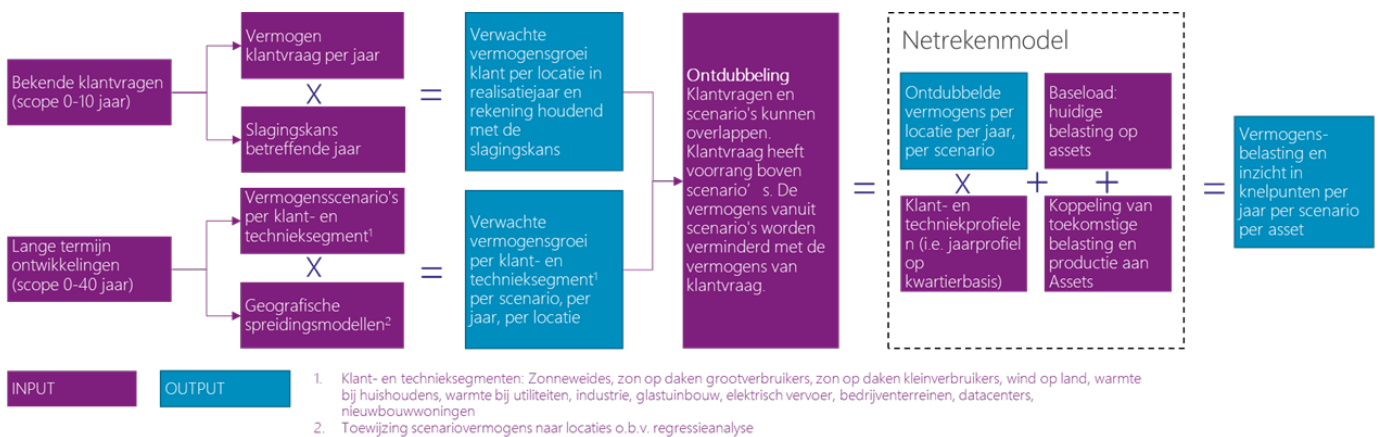 Bekende klantvragen
(scope 0-10 jaar)
Lange termijn
ontwikkelingen
(scope 0-40 jaar)
Vermogen
klantvraag per jaar
X
Slagingskans
betreffende jaar
Vermogensscenario's
per klant- en
technieksegment¹
X
Geografische
spreidingsmodellen²
=
=
Verwachte
vermogensgroei
klant per locatie in
realisatiejaar en
rekening houdend
met de
slagingskans
Verwachte
vermogensgroei
per klant- en
technieksegment¹
per scenario, per
jaar, per locatie
Ontdubbeling
Klantvragen en
scenario's kunnen
overlappen.
Klantvraag heeft
voorrang boven
scenario's. De
vermogens vanuit
scenario's worden
verminderd met de
vermogens van
klantvraag.
=
Netrekenmodel
Ontdubbelde
vermogens per
locatie per jaar,
per scenario
Baseload:
huidige
belasting op
assets
X + +
Klant- en
techniekprofiele
n (i.e. jaarprofiel
op
kwartierbasis)
Koppeling van
toekomstige
belasting en
productie aan
Assets
=
Vermogens-
belasting en
inzicht in
knelpunten per
jaar per scenario
per asset
INPUT
OUTPUT
1. Klant- en technieksegmenten: Zonneweides, zon op daken grootverbruikers, zon op daken kleinverbruikers, wind op land, warmte
bij huishoudens, warmte bij utiliteiten, industrie, glastuinbouw, elektrisch vervoer, bedrijventerreinen, datacenters,
nieuwbouwwoningen
2. Toewijzing scenariovermogens naar locaties o.b.v. regressieanalyse